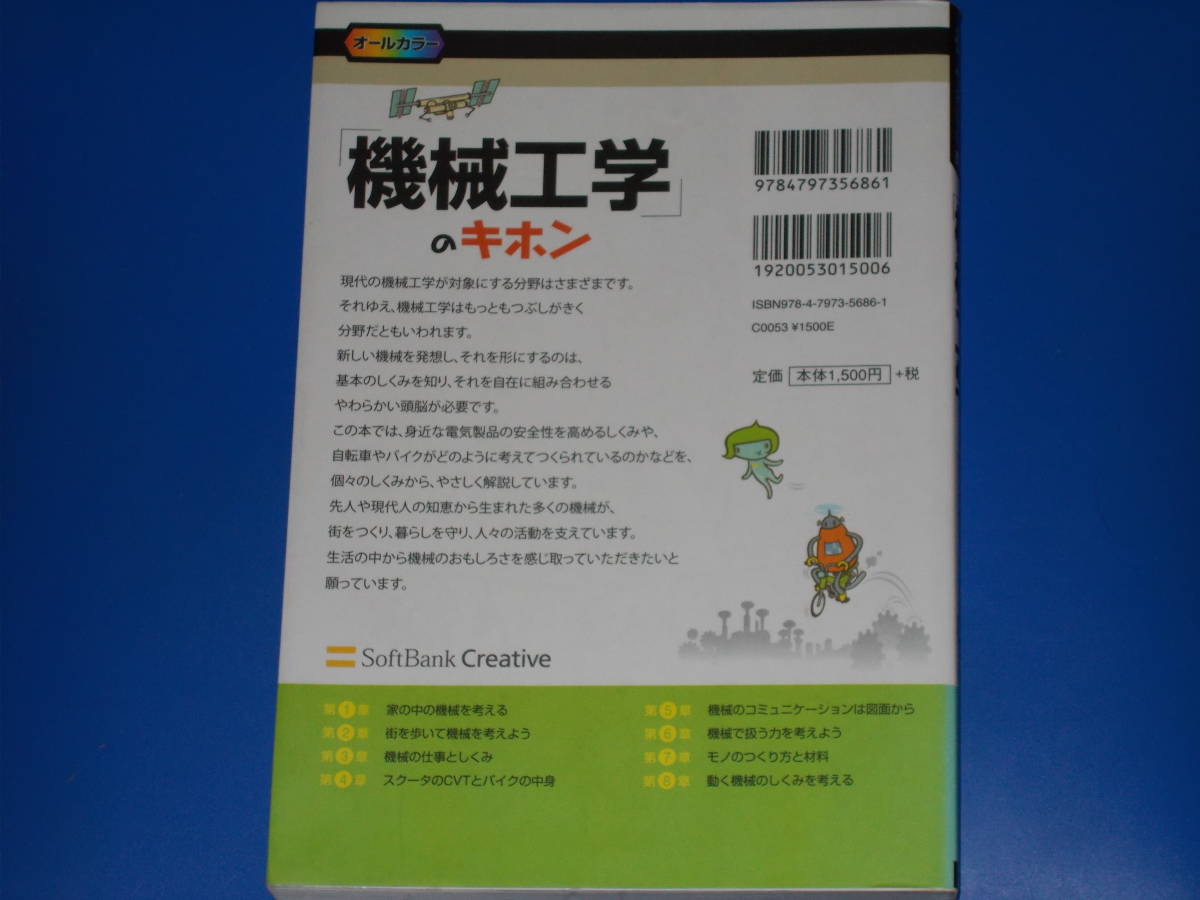 オールカラー
「機械工学」
のキホン
現代の機械工学が対象にする分野はさまざまです。
それゆえ、機械工学はもっともつぶしがきく
分野だともいわれます。
新しい機械を発想し、それを形にするのは、
基本のしくみを知り、それを自在に組み合わせる
やわらかい頭脳が必要です。
この本では、身近な電気製品の安全性を高めるしくみや、
自転車やバイクがどのように考えてつくられているのかなどを、
個々のしくみから、やさしく解説しています。
先人や現代人の知恵から生まれた多くの機械が、
街をつくり、暮らしを守り、人々の活動を支えています。
生活の中から機械のおもしろさを感じ取っていただきたいと
願っています。
SoftBank Creative
9784797356861
1920053015006
ISBN978-4-7973-5686-1
C0053 ¥1500E
定価 本体1,500円 +税
第1章 家の中の機械を考える
第2章 街を歩いて機械を考えよう
第3章 機械の仕事としくみ
第4章 スクータのCVTとバイクの中身
第5章 機械のコミュニケーションは図面から
第6章 機械で扱う力を考えよう
第7章 モノのつくり方と材料
第8章 動く機械のしくみを考える